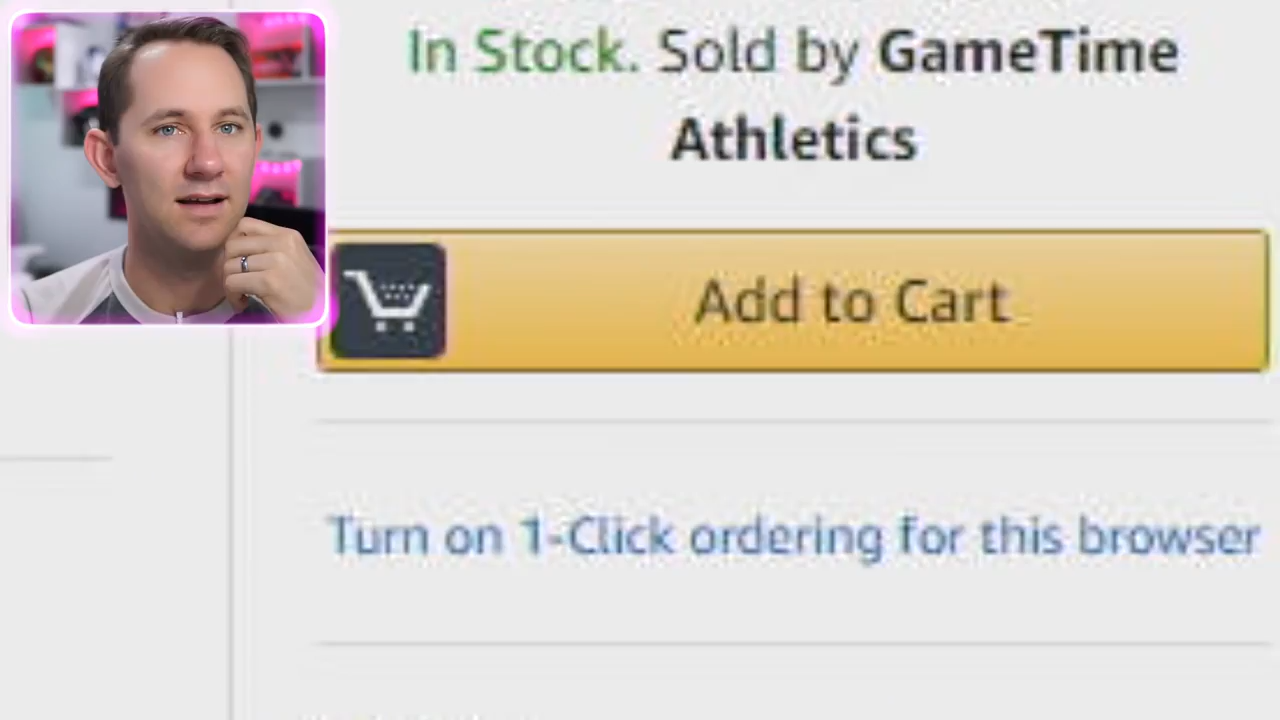 In Stock. Sold by GameTime
Athletics
Add to Cart
Turn on 1-Click ordering for this browser